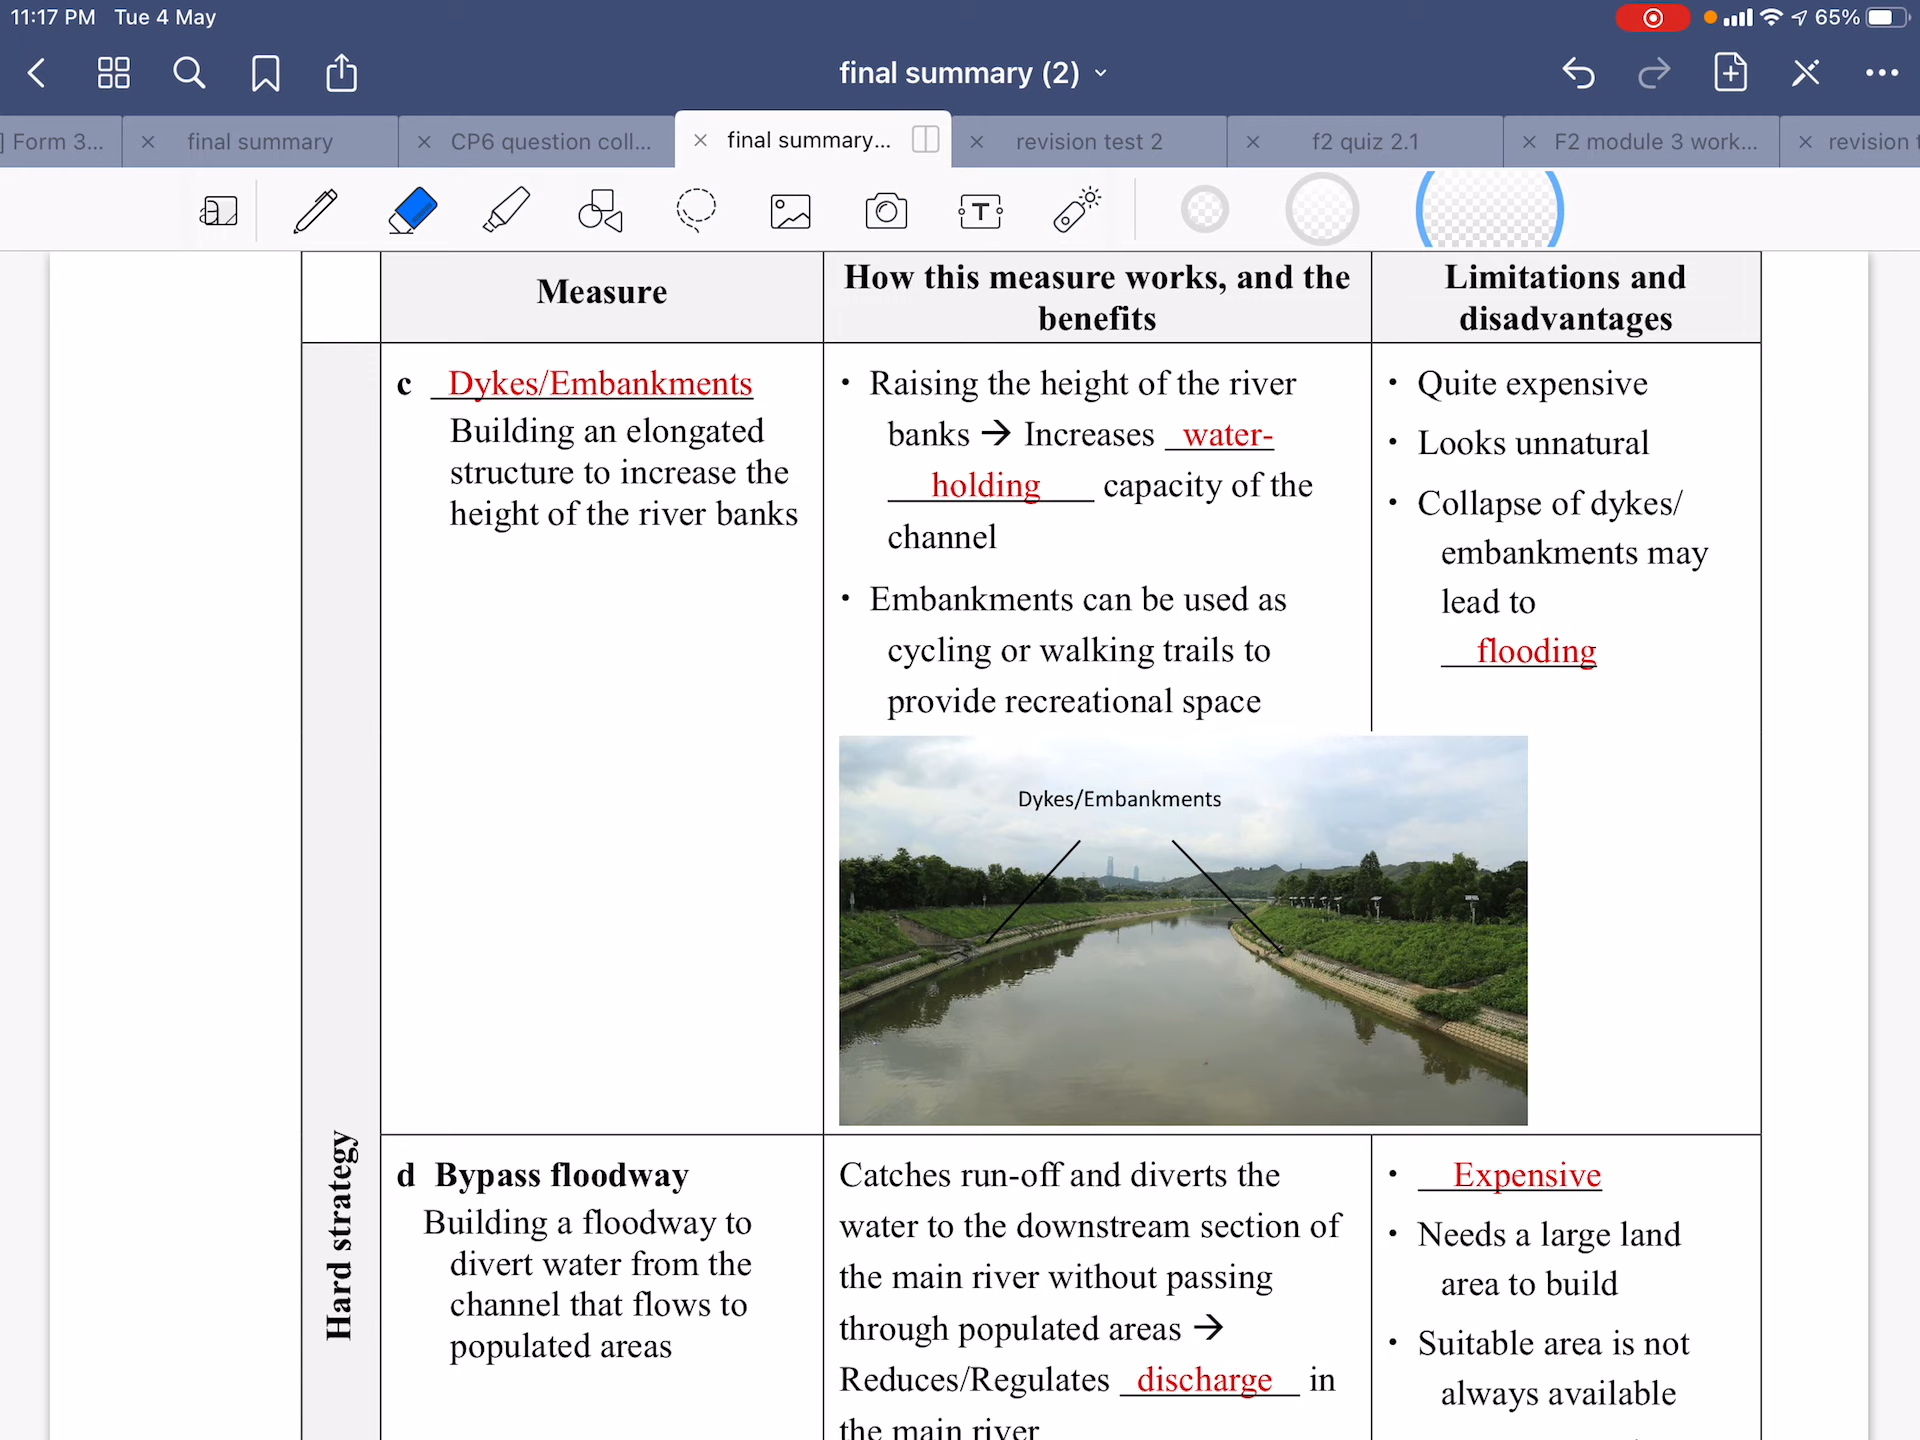 11:17 PM Tue 4 May
65%
final summary (2)
] Form 3...
final summary
CP6 question coll...
final summary...
revision test 2
f2 quiz 2.1
F2 module 3 work...
revision t
Measure
How this measure works, and the
benefits
Limitations and
disadvantages
c Dykes/Embankments
Building an elongated
structure to increase the
height of the river banks
• Raising the height of the river
banks → Increases water-
holding capacity of the
channel
• Embankments can be used as
cycling or walking trails to
provide recreational space
• Quite expensive
• Looks unnatural
• Collapse of dykes/
embankments may
lead to
flooding
Dykes/Embankments
Hard strategy
d Bypass floodway
Building a floodway to
divert water from the
channel that flows to
populated areas
Catches run-off and diverts the
water to the downstream section of
the main river without passing
through populated areas →
Reduces/Regulates discharge in
the main river
• Expensive
• Needs a large land
area to build
• Suitable area is not
always available